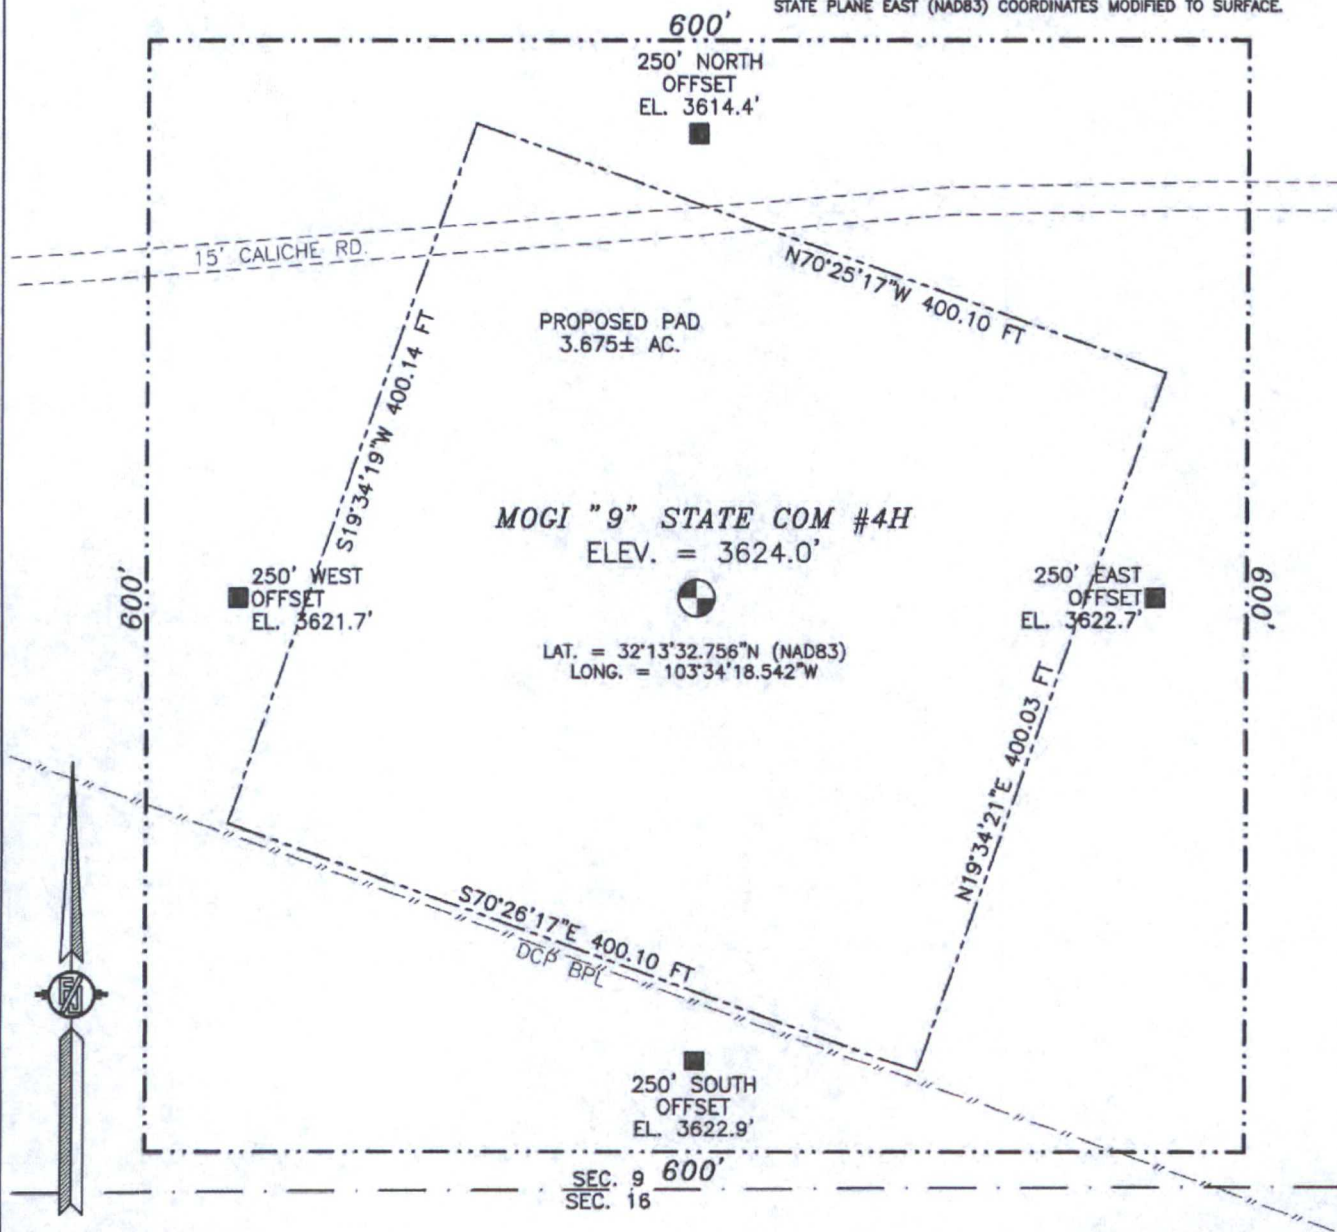 STATE PLANE EAST (NAD83) COORDINATES MODIFIED TO SURFACE.
600'
250' NORTH
OFFSET
EL. 3614.4'
15' CALICHE RD.
N70°25'17"W 400.10 FT
PROPOSED PAD
3.675± AC.
S19°34'19"W 400.14 FT
MOGI "9" STATE COM #4H
ELEV. = 3624.0'
600'
250' WEST
OFFSET
EL. 3621.7'
250' EAST
OFFSET
EL. 3622.7'
600'
LAT. = 32°13'32.756"N (NAD83)
LONG. = 103°34'18.542"W
N19°34'21"E 400.03 FT
S70°26'17"E 400.10 FT
DCP BPL
250' SOUTH
OFFSET
EL. 3622.9'
600'
SEC. 9
SEC. 16